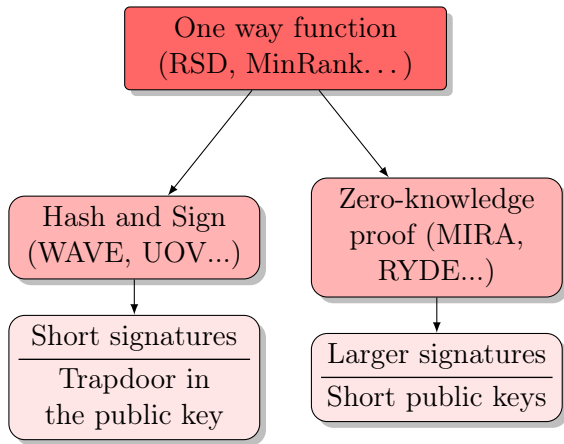 One way function
(RSD, MinRank...)
Hash and Sign
(WAVE, UOV...)
Zero-knowledge
proof (MIRA,
RYDE...)
Short signatures
Trapdoor in
the public key
Larger signatures
Short public keys